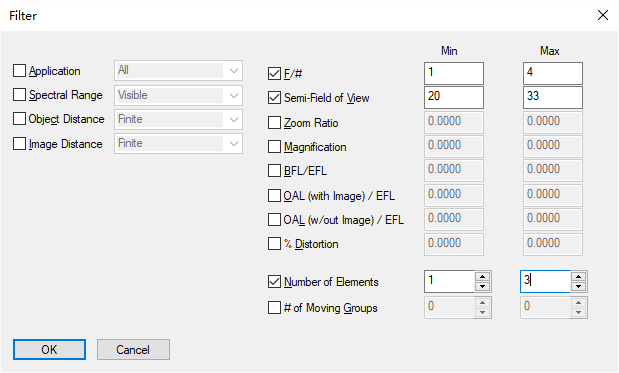 Filter
Min Max
Application All
Spectral Range Visible
Object Distance Finite
Image Distance Finite
F/# 1 4
Semi-Field of View 20 33
Zoom Ratio 0.0000 0.0000
Magnification 0.0000 0.0000
BFL/EFL 0.0000 0.0000
OAL (with Image) / EFL 0.0000 0.0000
OAL (w/out Image) / EFL 0.0000 0.0000
% Distortion 0.0000 0.0000
Number of Elements 1 3
# of Moving Groups 0 0
OK Cancel